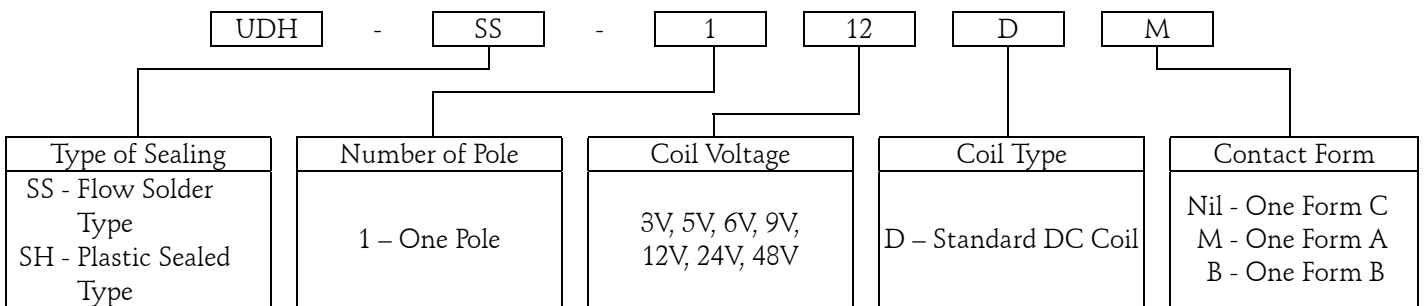 UDH - SS - 1 12 D M
Type of Sealing
SS - Flow Solder
Type
SH - Plastic Sealed
Type
Number of Pole
1 – One Pole
Coil Voltage
3V, 5V, 6V, 9V,
12V, 24V, 48V
Coil Type
D – Standard DC Coil
Contact Form
Nil - One Form C
M - One Form A
B - One Form B